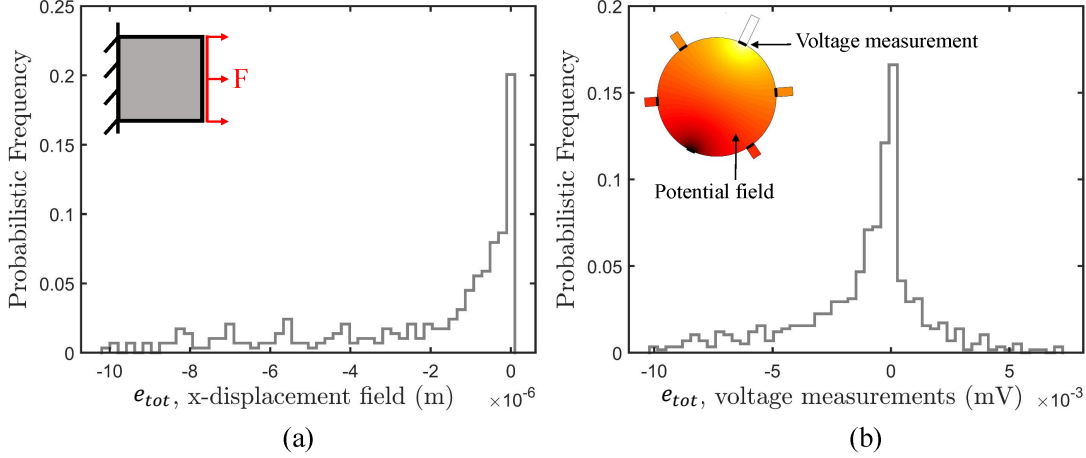 Probabilistic Frequency
0.25
0.20
0.15
0.10
0.05
0
F
-10
-8
-6
-4
-2
0
×10⁻⁶
e_tot, x-displacement field (m)
(a)
Probabilistic Frequency
0.2
0.15
0.1
0.05
0
Voltage measurement
Potential field
-10
-5
0
5
×10⁻³
e_tot, voltage measurements (mV)
(b)